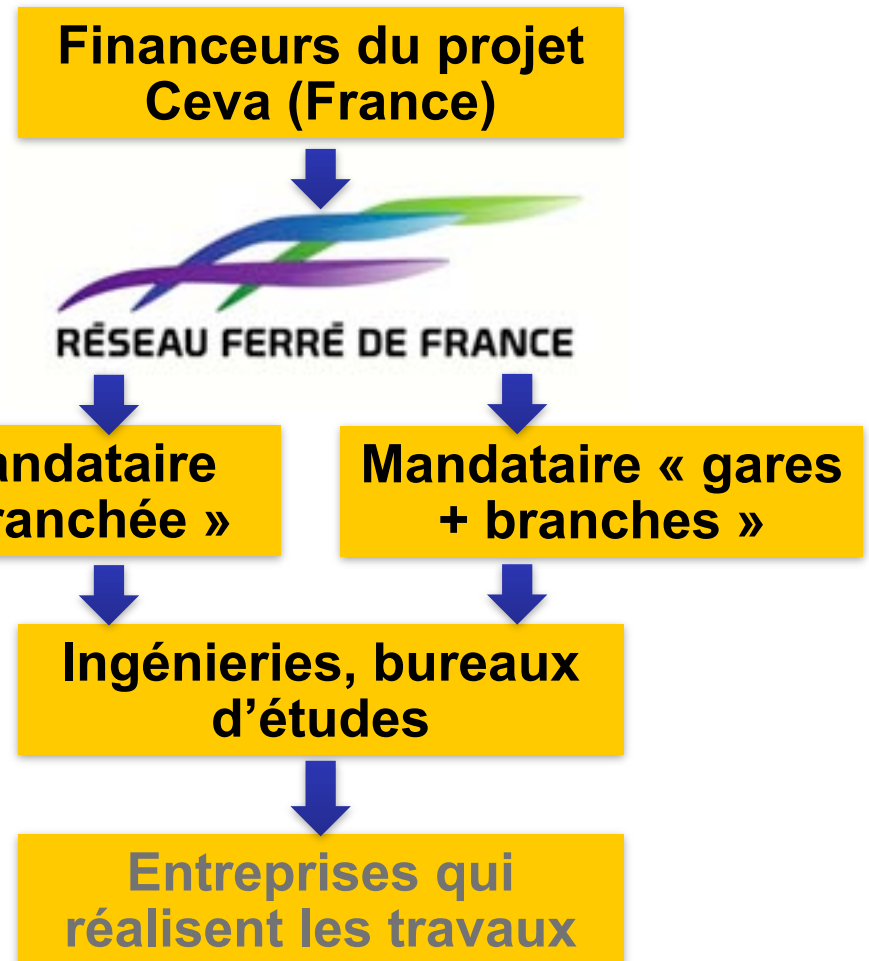 Financeurs du projet
Ceva (France)
RÉSEAU FERRÉ DE FRANCE
andataire
ranchée »
Mandataire « gares
+ branches »
Ingénieries, bureaux
d’études
Entreprises qui
réalisent les travaux